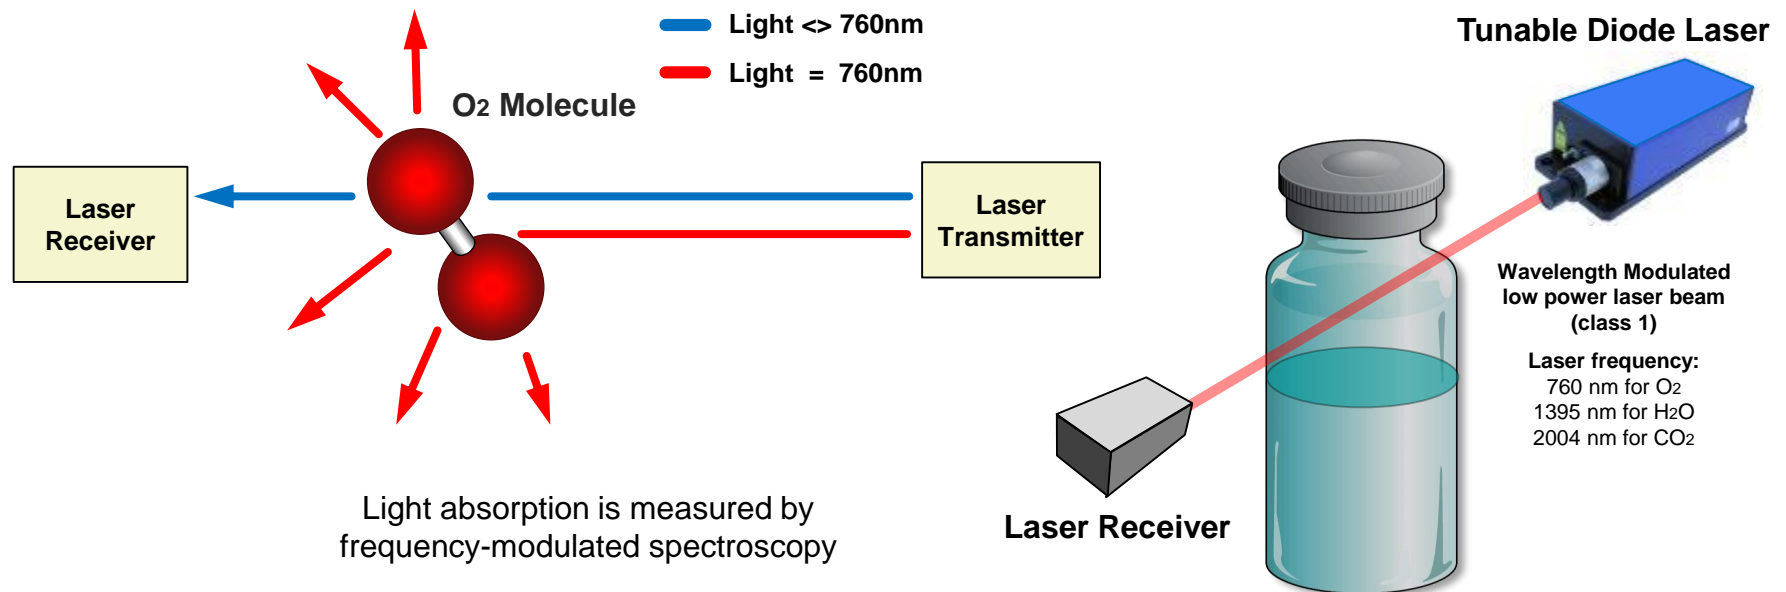 Light <> 760nm
Light = 760nm
O2 Molecule
Laser
Receiver
Laser
Transmitter
Light absorption is measured by
frequency-modulated spectroscopy
Tunable Diode Laser
Wavelength Modulated
low power laser beam
(class 1)
Laser frequency:
760 nm for O2
1395 nm for H2O
2004 nm for CO2
Laser Receiver